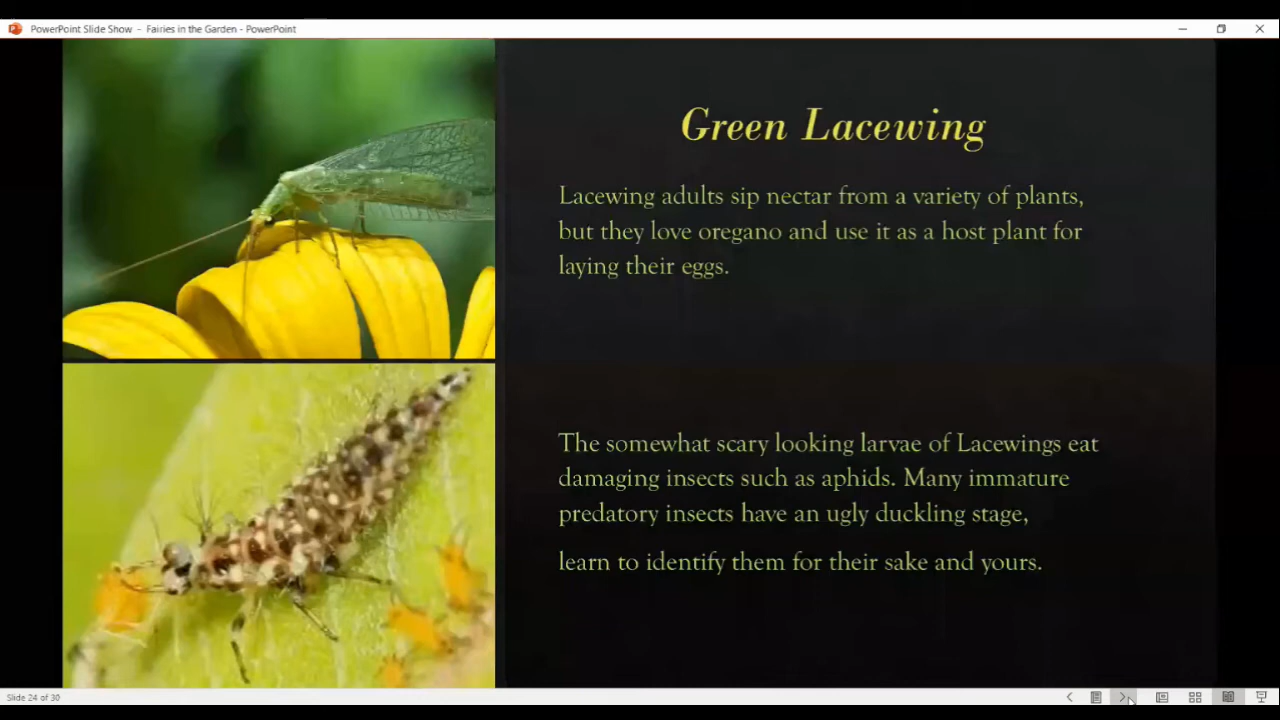 PowerPoint Slide Show - Fairies in the Garden - PowerPoint
Green Lacewing
Lacewing adults sip nectar from a variety of plants,
but they love oregano and use it as a host plant for
laying their eggs.
The somewhat scary looking larvae of Lacewings eat
damaging insects such as aphids. Many immature
predatory insects have an ugly duckling stage,
learn to identify them for their sake and yours.
Slide 24 of 30